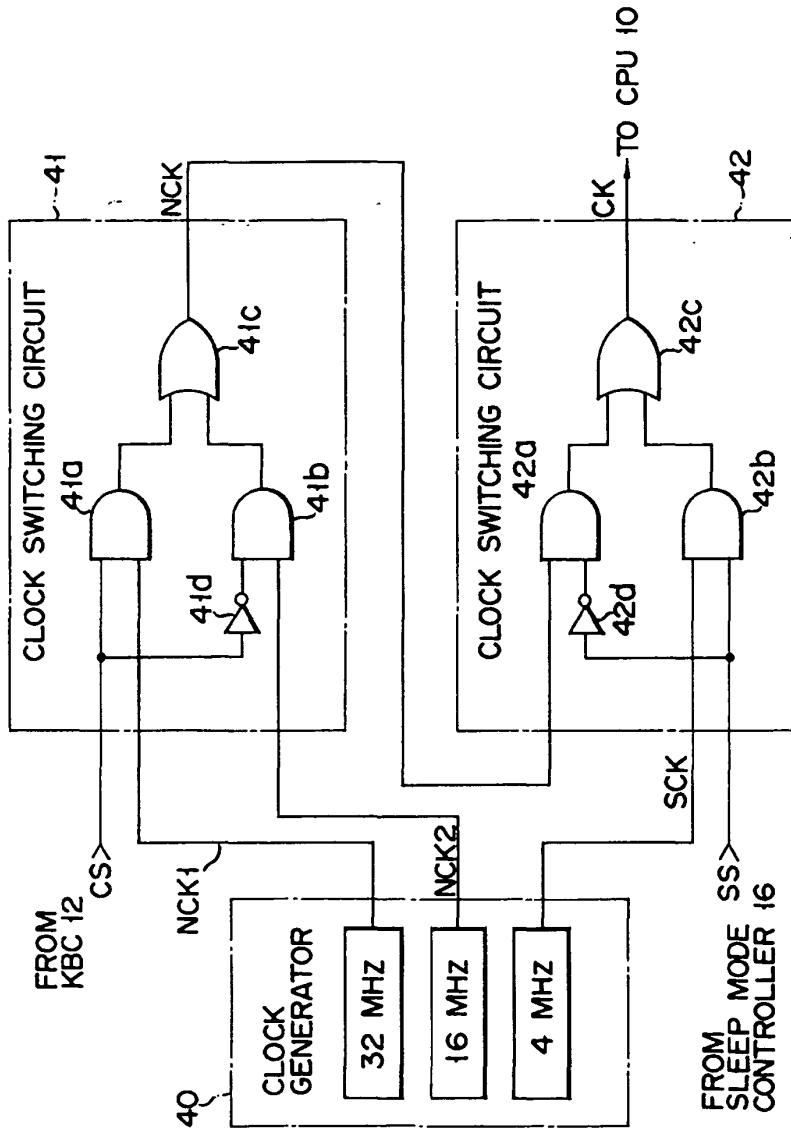 FROM
KBC 12
CS
NCK1
40
CLOCK
GENERATOR
32 MHZ
16 MHZ
4 MHZ
NCK2
SCK
FROM
SLEEP MODE
CONTROLLER 16
SS
41
CLOCK SWITCHING CIRCUIT
41a
41b
41c
41d
NCK
42
CLOCK SWITCHING CIRCUIT
42a
42b
42c
42d
CK
TO CPU 10